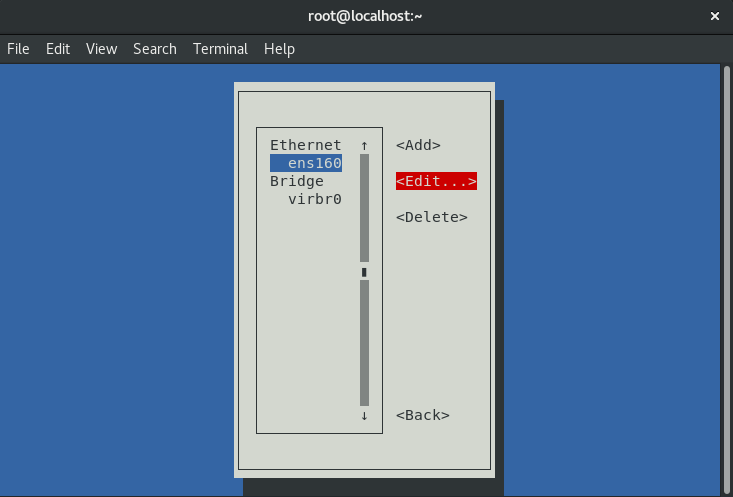 root@localhost:~ ×
File Edit View Search Terminal Help
Ethernet ↑ <Add>
ens160
Bridge <Edit...>
virbr0
<Delete>
↓ <Back>